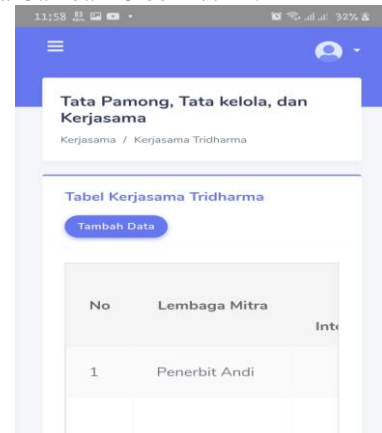 11:58
32%
Tata Pamong, Tata kelola, dan
Kerjasama
Kerjasama / Kerjasama Tridharma
Tabel Kerjasama Tridharma
Tambah Data
No Lembaga Mitra
Inte
1 Penerbit Andi